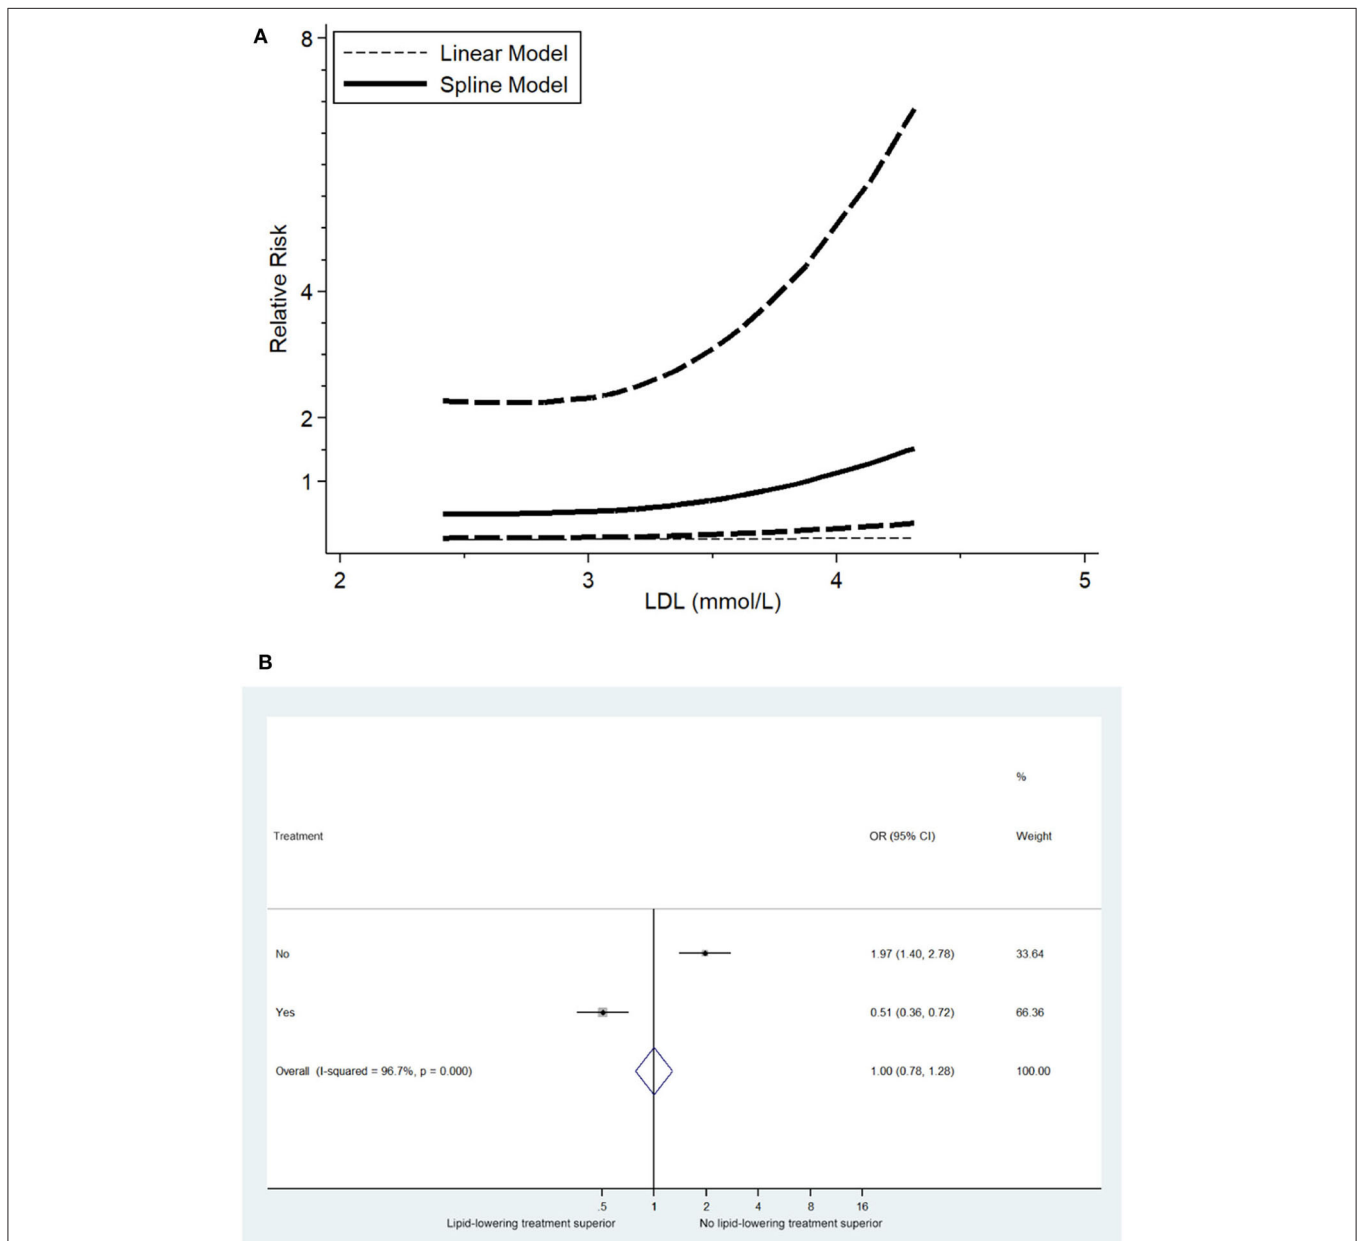 A
8
Linear Model
Spline Model
Relative Risk
4
2
1
2 3 4 5
LDL (mmol/L)
B
%
Treatment OR (95% CI) Weight
No 1.97 (1.40, 2.78) 33.64
Yes 0.51 (0.36, 0.72) 66.36
Overall (I-squared = 96.7%, p = 0.000) 1.00 (0.78, 1.28) 100.00
.5 1 2 4 8 16
Lipid-lowering treatment superior No lipid-lowering treatment superior